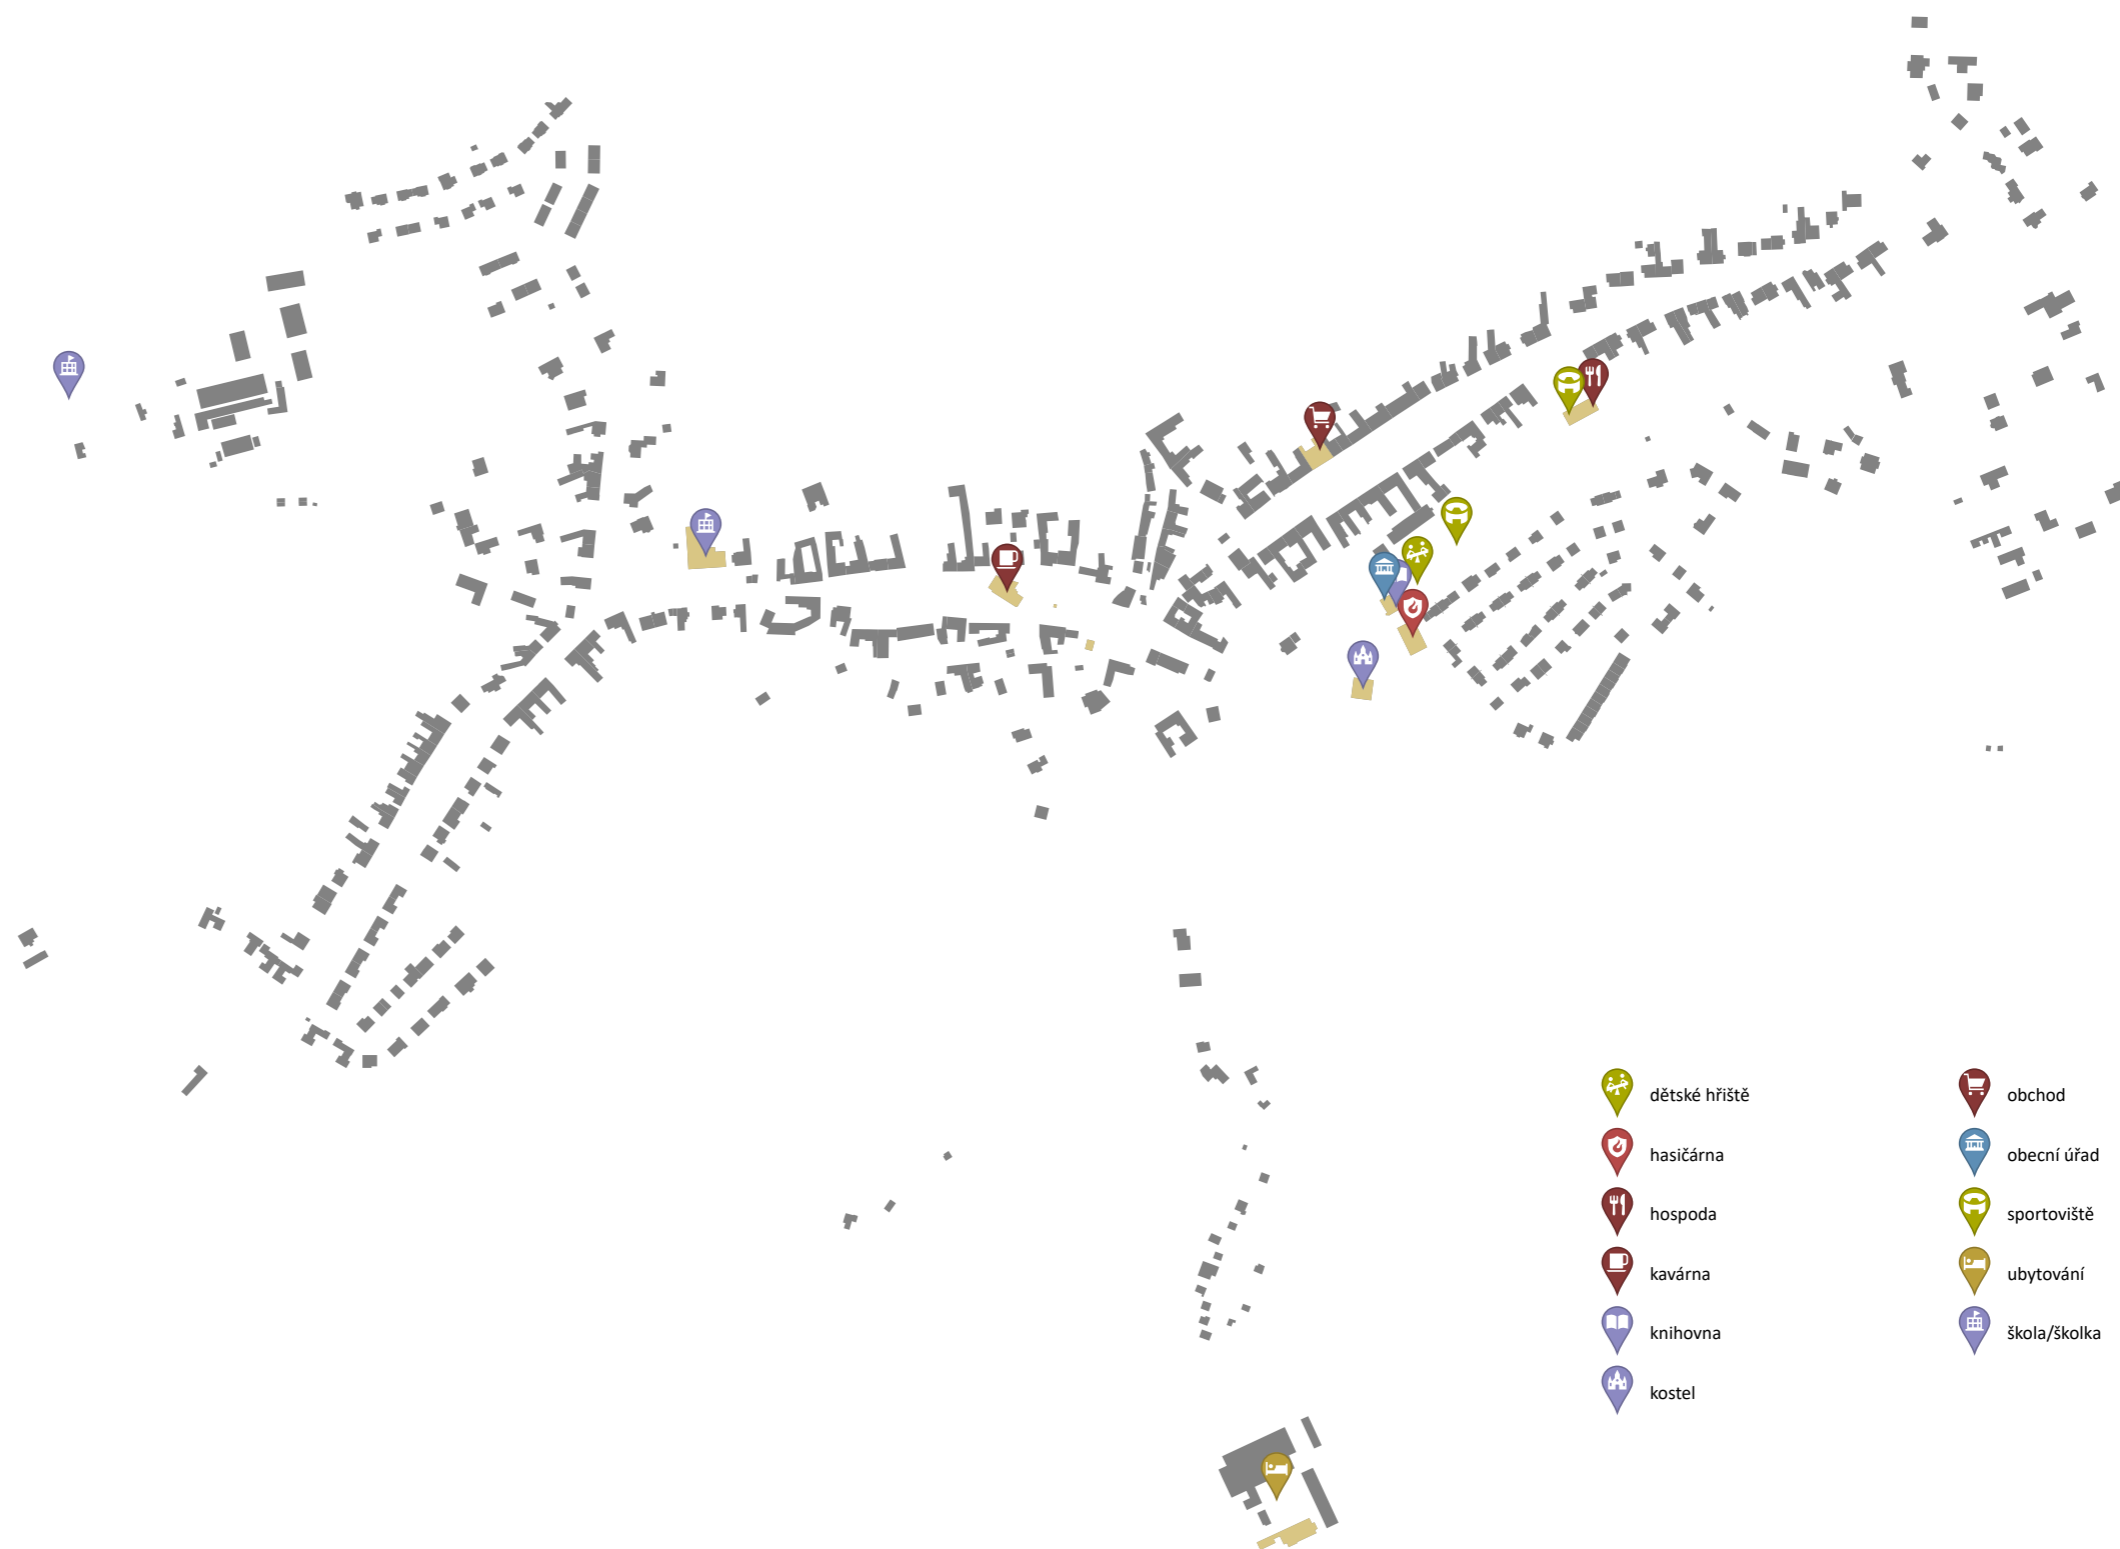 dětské hřiště
hasičárna
hospoda
kavárna
knihovna
kostel
obchod
obecní úřad
sportoviště
ubytování
škola/školka